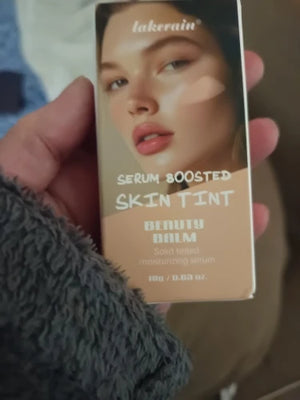 lakerain®
SERUM BOOSTED
SKIN TINT
BEAUTY
BALM
Solid tinted
moisturizing serum
18g / 0.63 oz.